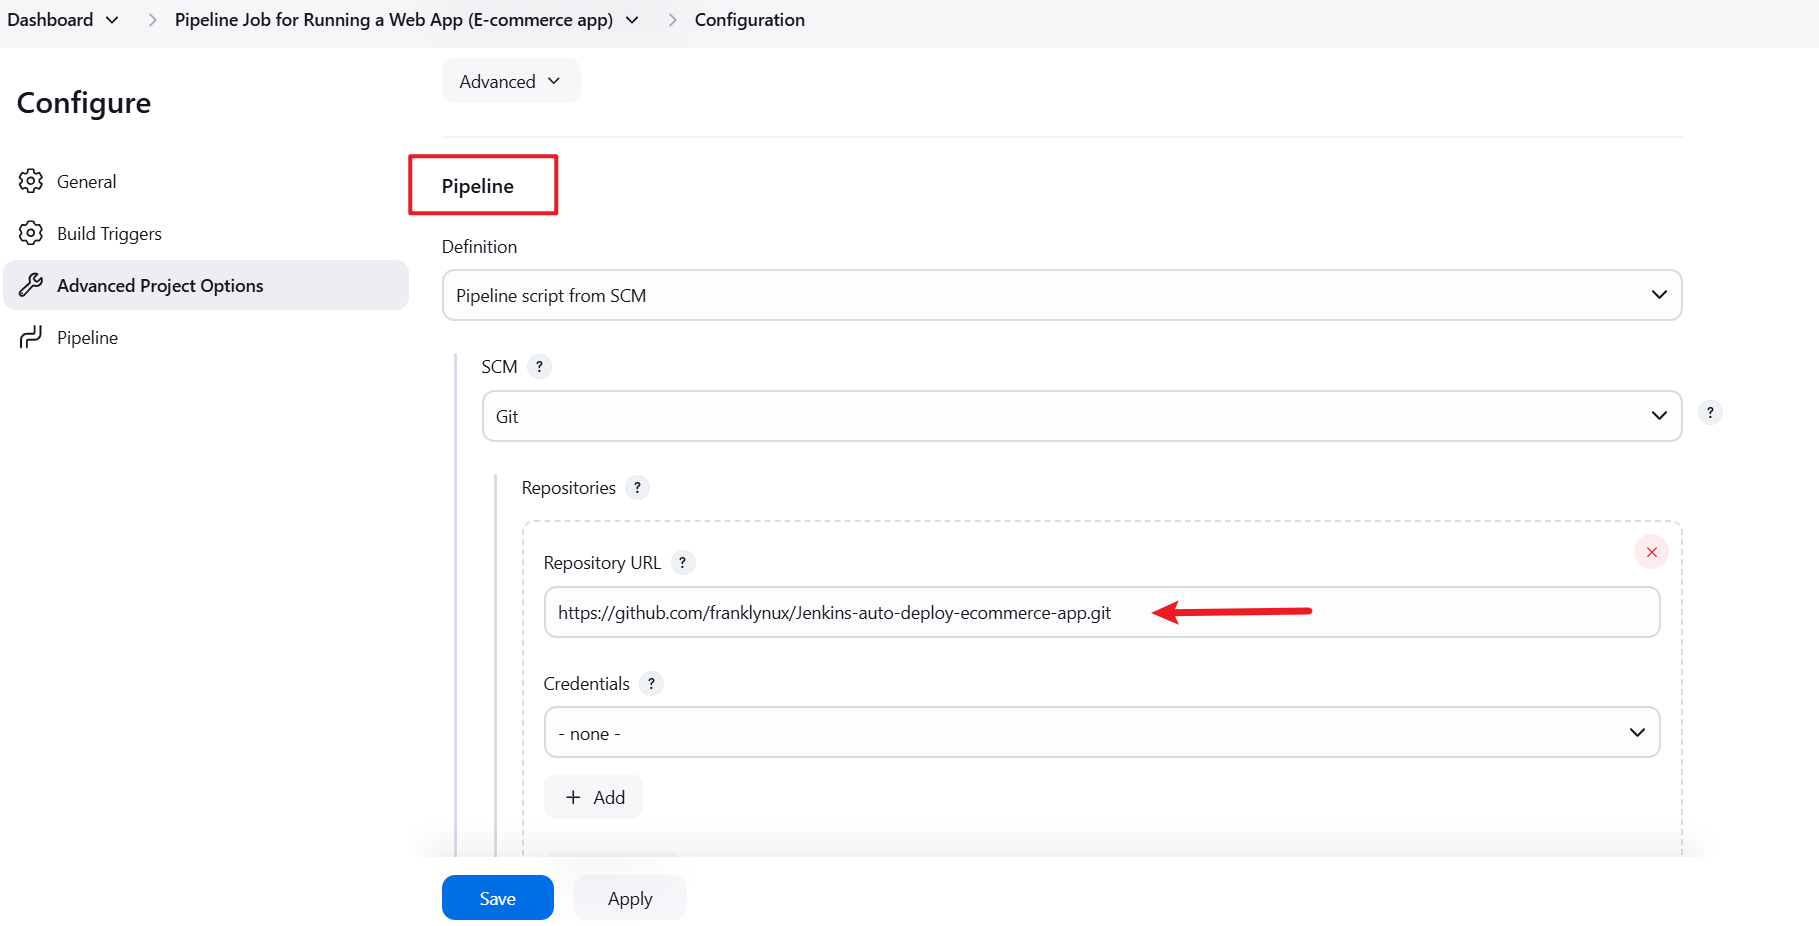 Dashboard Pipeline Job for Running a Web App (E-commerce app) Configuration
Configure
General
Build Triggers
Advanced Project Options
Pipeline
Advanced
Pipeline
Definition
Pipeline script from SCM
SCM ?
Git
?
Repositories ?
Repository URL ?
https://github.com/franklynux/Jenkins-auto-deploy-ecommerce-app.git
Credentials ?
- none -
+ Add
Save Apply